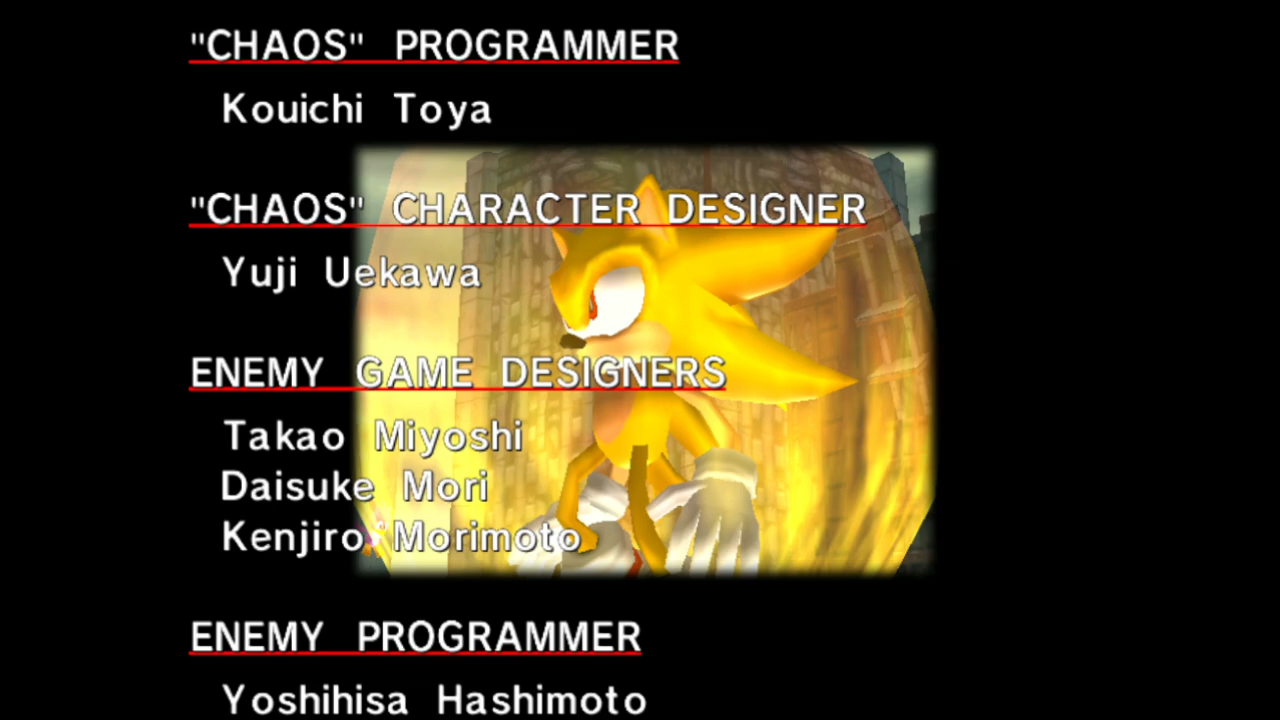 "CHAOS" PROGRAMMER
Kouichi Toya
"CHAOS" CHARACTER DESIGNER
Yuji Uekawa
ENEMY GAME DESIGNERS
Takao Miyoshi
Daisuke Mori
Kenjiro Morimoto
ENEMY PROGRAMMER
Yoshihisa Hashimoto